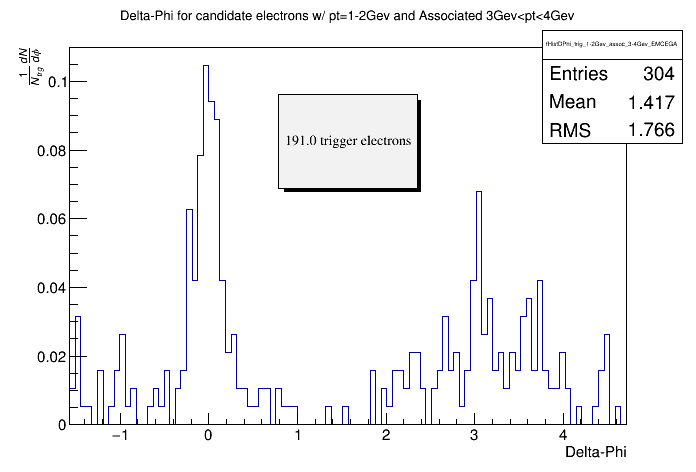 Delta-Phi for candidate electrons w/ pt=1-2Gev and Associated 3Gev<pt<4Gev
fHistDPhi_trig_1-2Gev_assoc_3-4Gev_EMCEGA
Entries 304
Mean 1.417
RMS 1.766
1 dN
N_trg dϕ
191.0 trigger electrons
0.1
0.08
0.06
0.04
0.02
0
−1 0 1 2 3 4
Delta-Phi